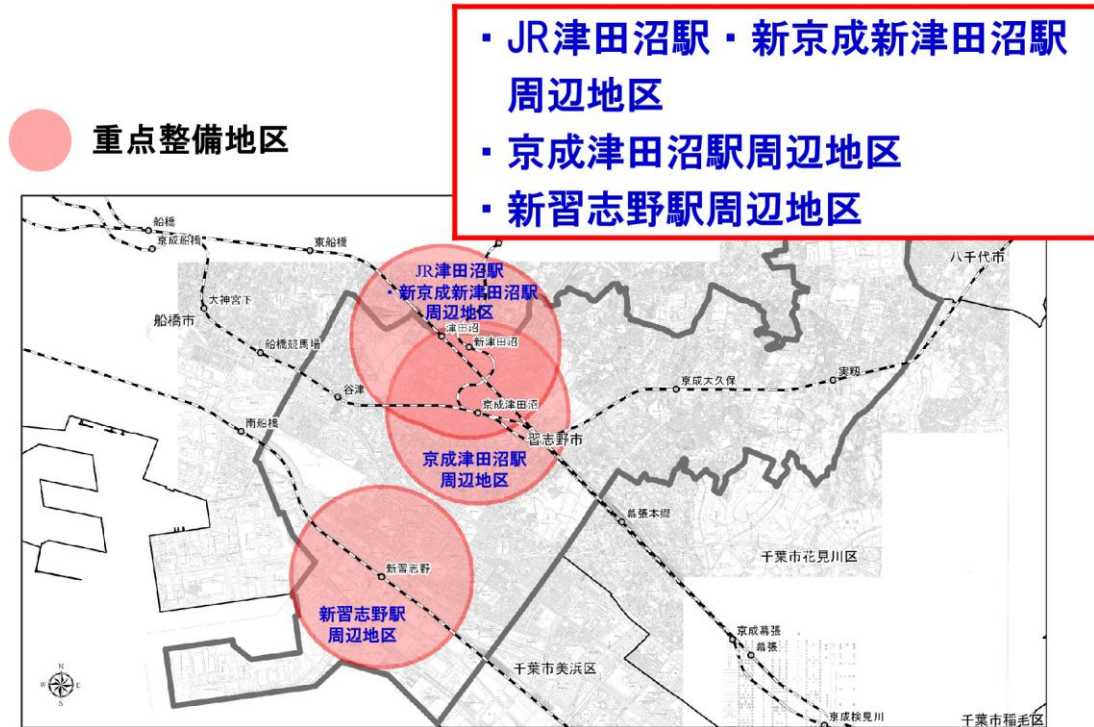 ・JR津田沼駅・新京成新津田沼駅
周辺地区
・京成津田沼駅周辺地区
・新習志野駅周辺地区
重点整備地区
船橋
京成船橋
東船橋
八千代市
JR津田沼駅
・新京成新津田沼駅
周辺地区
大神宮下
船橋市
津田沼
新津田沼
船橋競馬場
谷津
京成大久保
実籾
京成津田沼
南船橋
習志野市
京成津田沼駅
周辺地区
幕張本郷
千葉市花見川区
新習志野
新習志野駅
周辺地区
千葉市美浜区
京成幕張
幕張
N
W
E
S
京成検見川
千葉市稲毛区